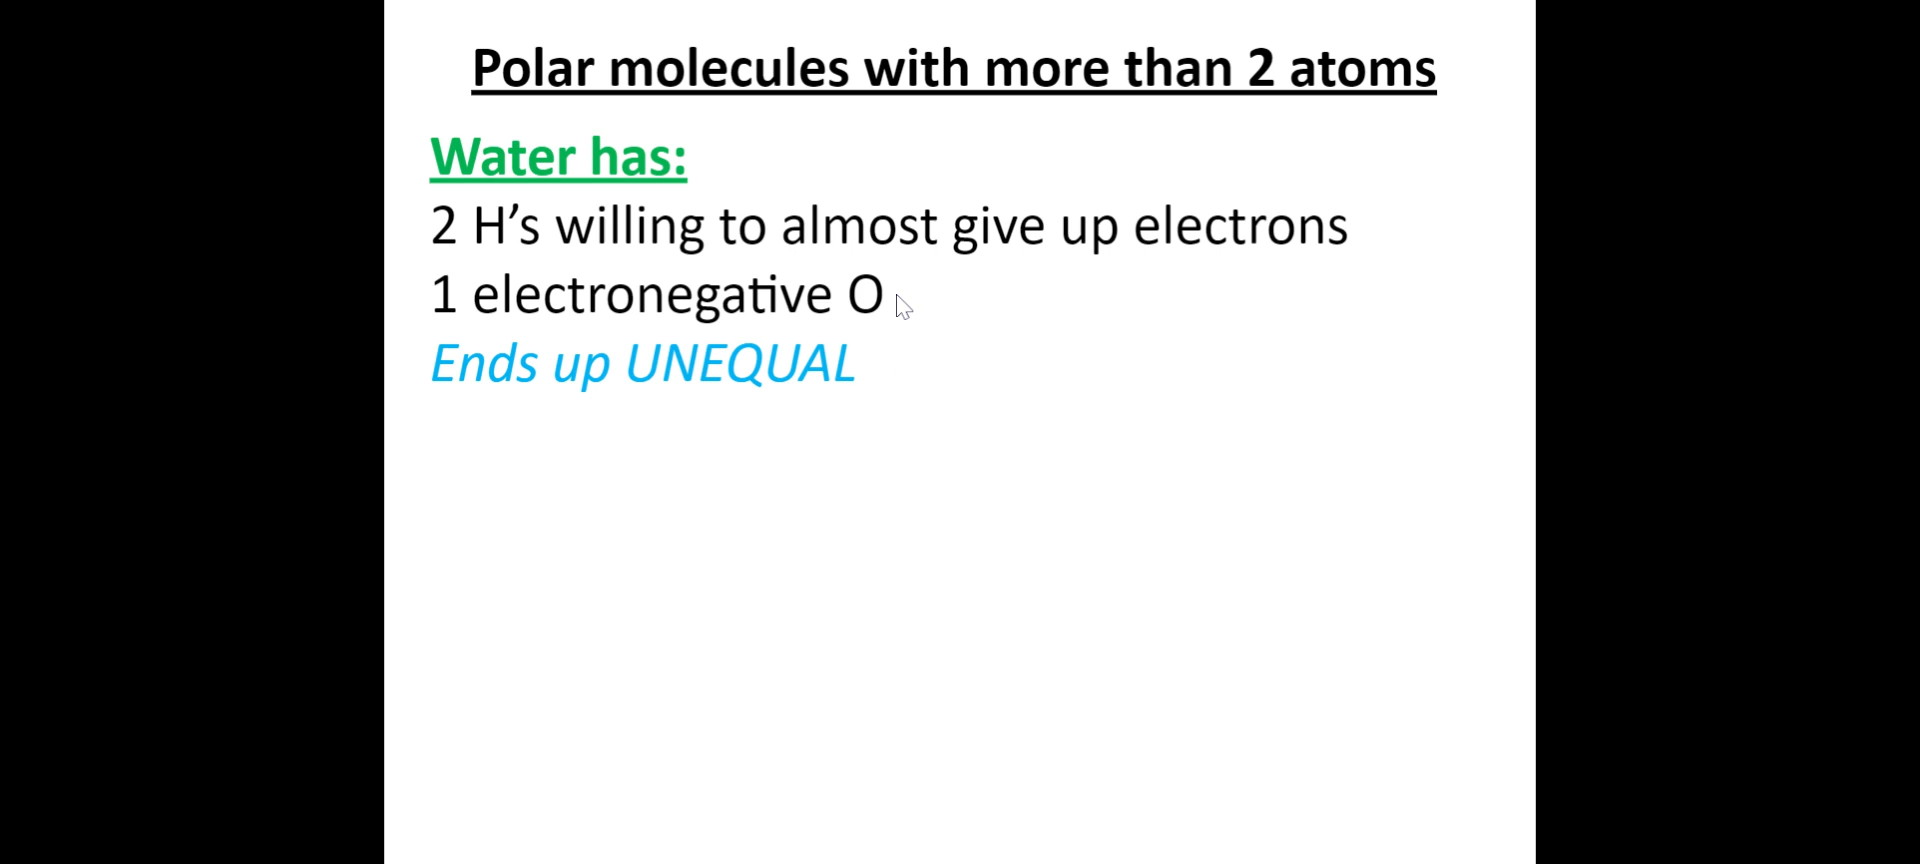 Polar molecules with more than 2 atoms
Water has:
2 H’s willing to almost give up electrons
1 electronegative O
Ends up UNEQUAL